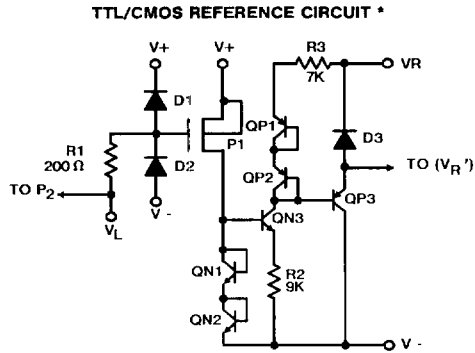 TTL/CMOS REFERENCE CIRCUIT *
V+
V+
R3
7K
VR
D1
QP1
P1
D3
R1
200 Ω
D2
QP2
TO (VR')
TO P2
QP3
V -
QN3
VL
QN1
R2
9K
QN2
V -